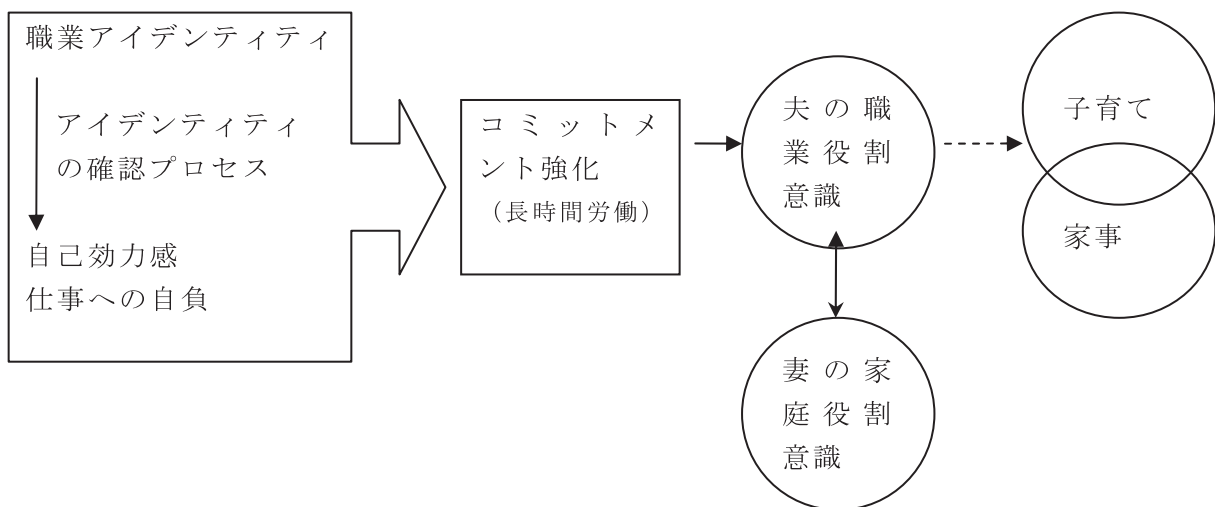 職業アイデンティティ
アイデンティティ
の確認プロセス
自己効力感
仕事への自負
コミットメ
ント強化
（長時間労働）
夫の職
業役割
意識
妻の家
庭役割
意識
子育て
家事